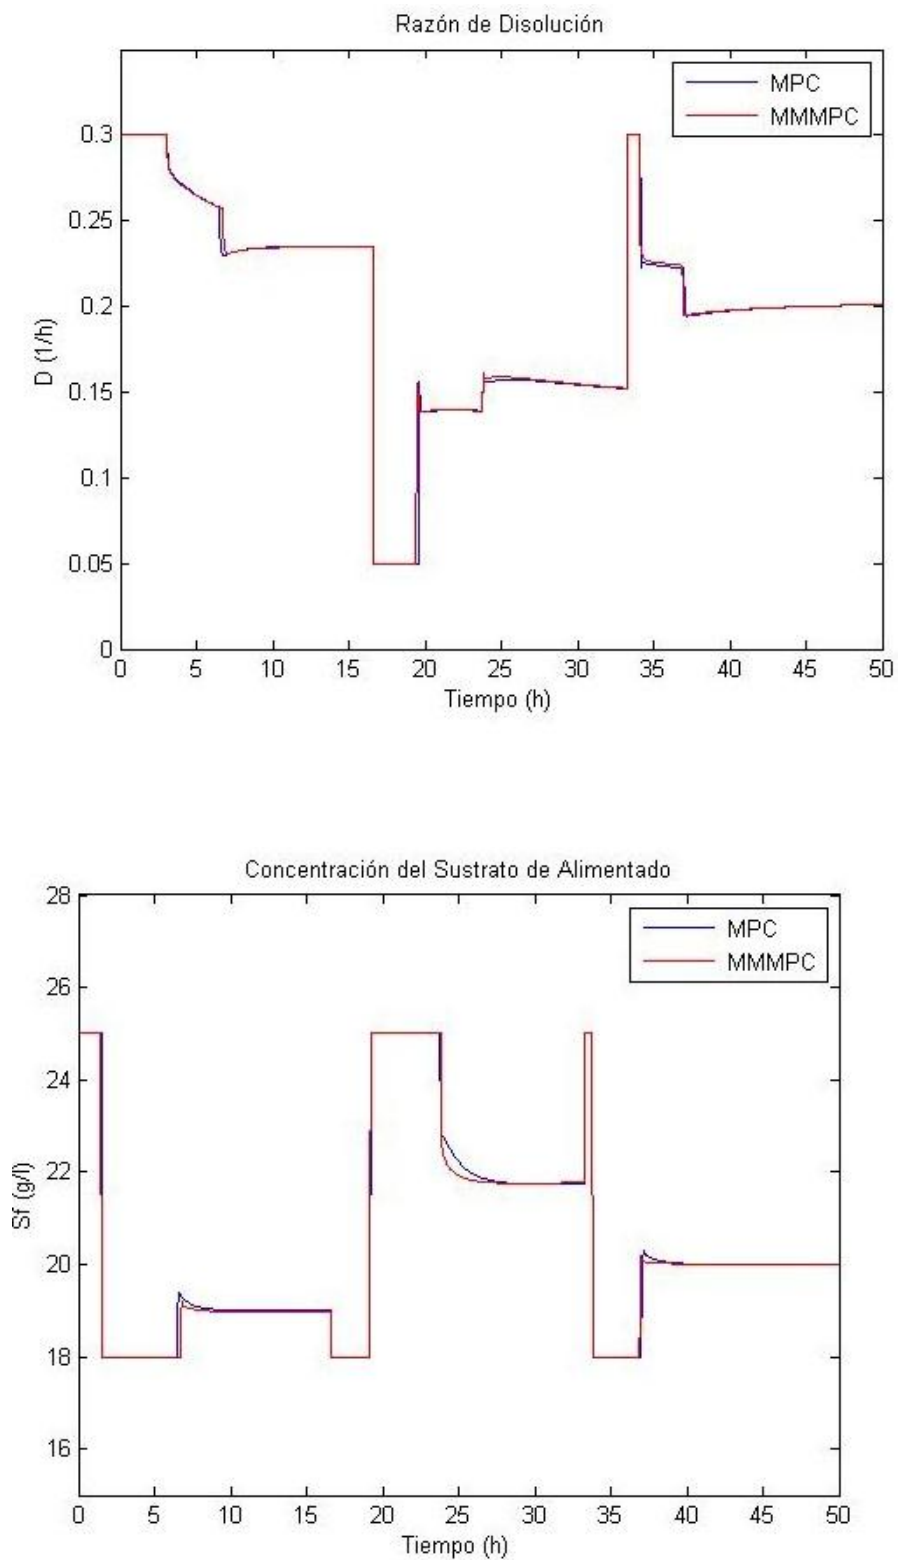 Razón de Disolución
MPC
MMMPC
0.3
0.25
0.2
0.15
0.1
0.05
0
D (1/h)
0 5 10 15 20 25 30 35 40 45 50
Tiempo (h)
Concentración del Sustrato de Alimentado
28
MPC
MMMPC
26
24
22
20
18
16
Sf (g/l)
0 5 10 15 20 25 30 35 40 45 50
Tiempo (h)